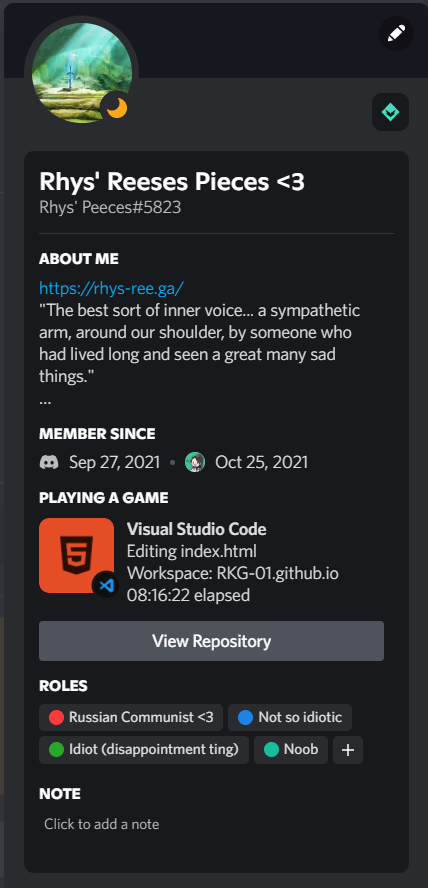 Rhys' Reeses Pieces <3
Rhys' Peeces#5823
ABOUT ME
https://rhys-ree.ga/
"The best sort of inner voice... a sympathetic
arm, around our shoulder, by someone who
had lived long and seen a great many sad
things."
...
MEMBER SINCE
Sep 27, 2021 • Oct 25, 2021
PLAYING A GAME
Visual Studio Code
Editing index.html
Workspace: RKG-01.github.io
08:16:22 elapsed
View Repository
ROLES
Russian Communist <3 Not so idiotic
Idiot (disappointment ting) Noob +
NOTE
Click to add a note